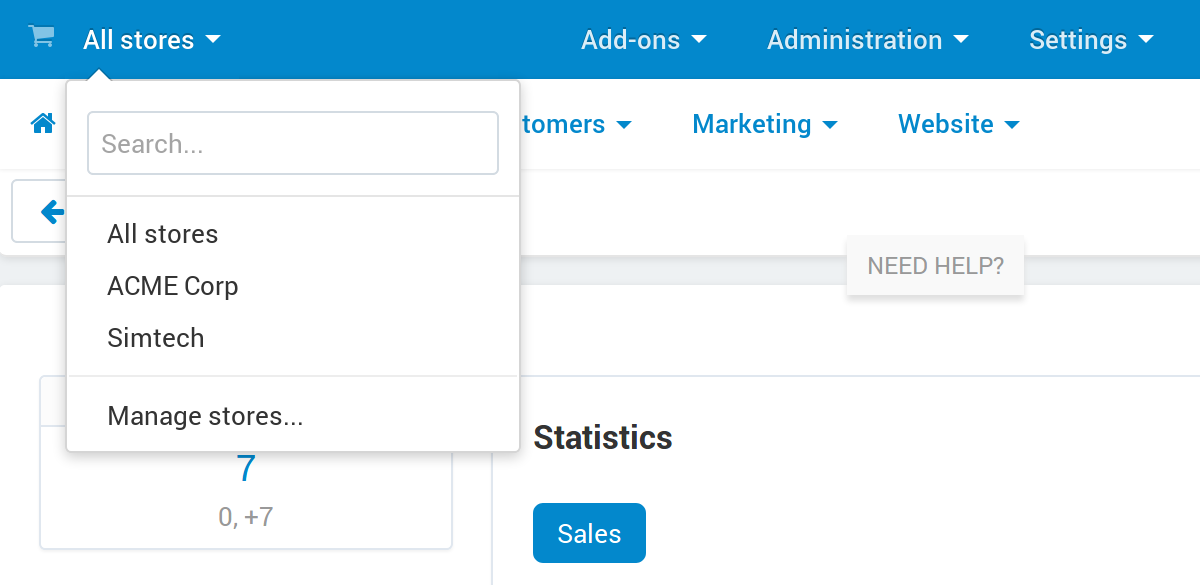 All stores
Add-ons
Administration
Settings
Search...
tomers
Marketing
Website
All stores
NEED HELP?
ACME Corp
Simtech
Manage stores...
Statistics
7
0, +7
Sales